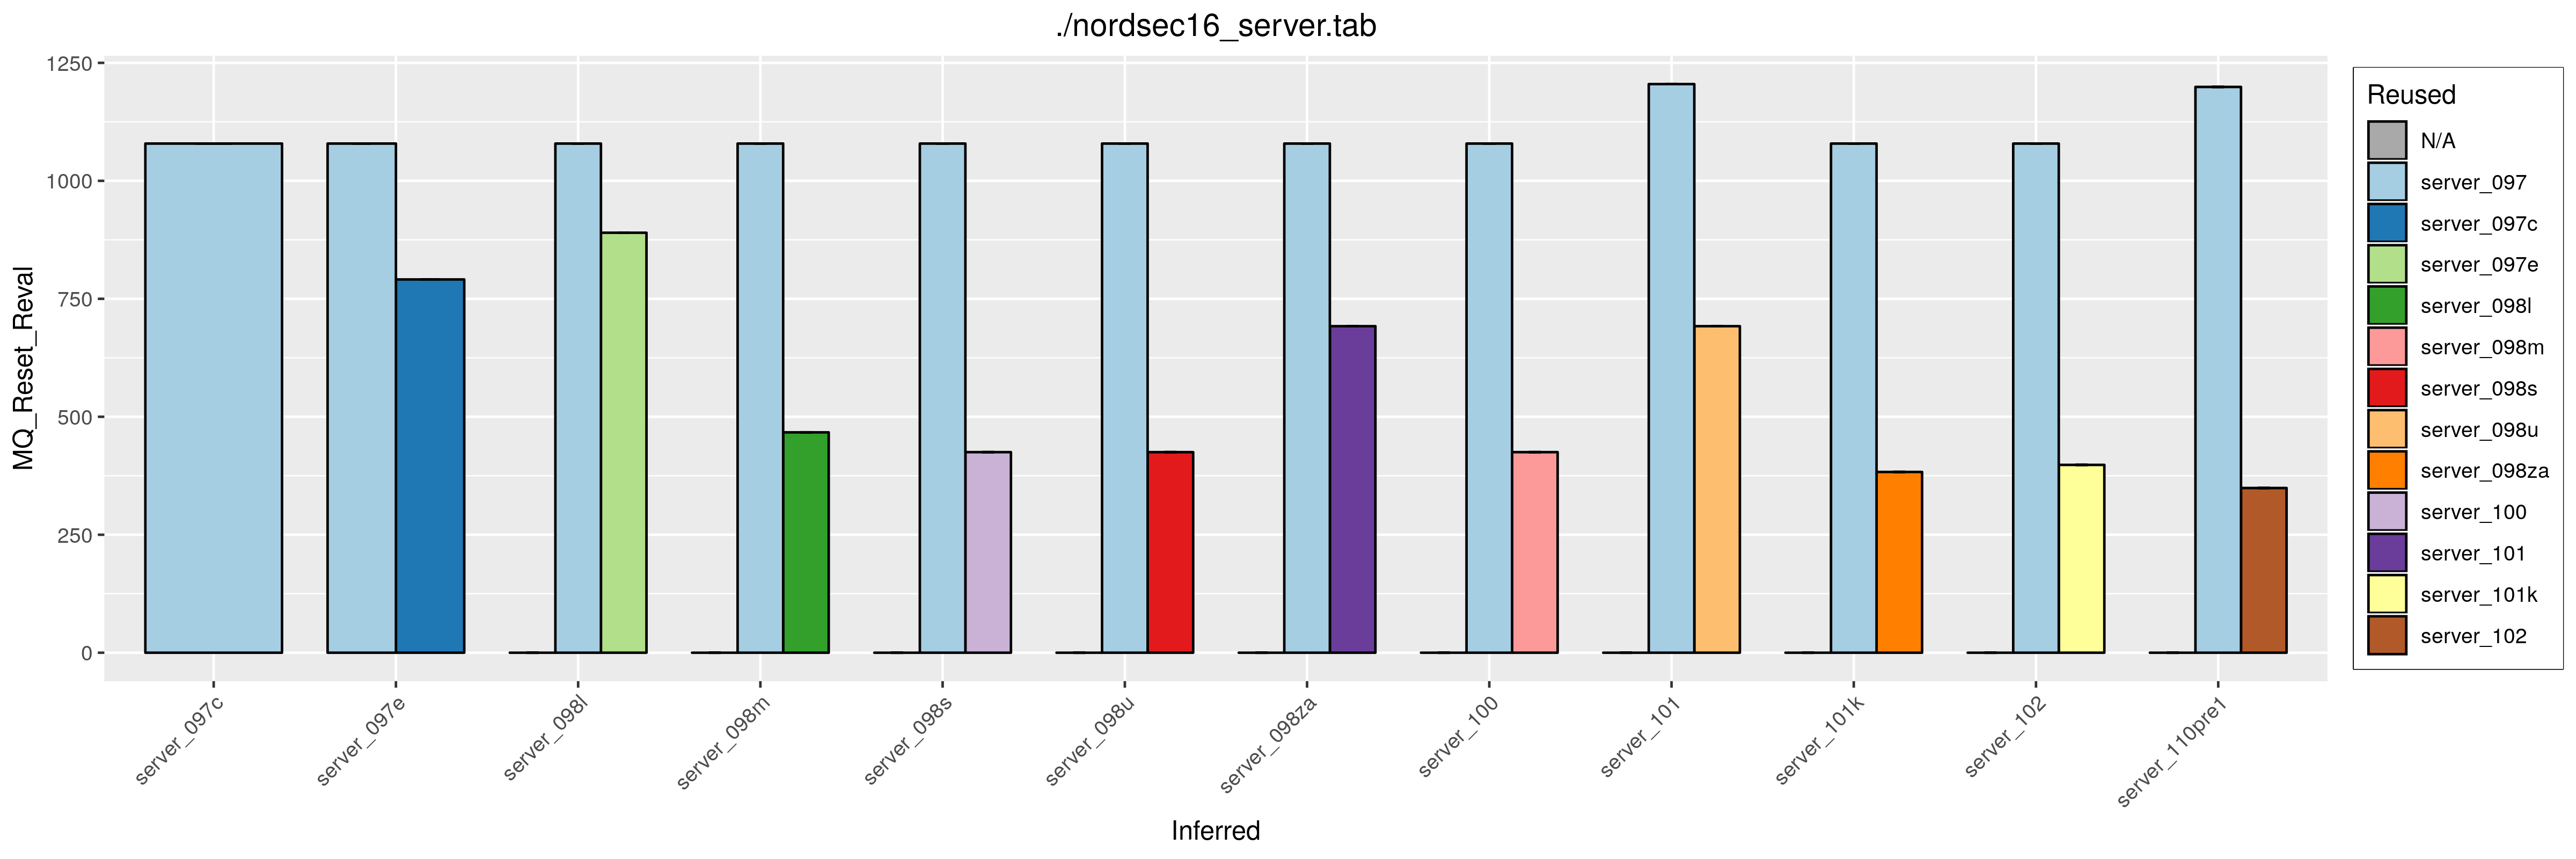 ./nordsec16_server.tab
MQ_Reset_Reval
1250
1000
750
500
250
0
server_097c
server_097e
server_098l
server_098m
server_098s
server_098u
server_098za
server_100
server_101
server_101k
server_102
server_110pre1
Inferred
Reused
N/A
server_097
server_097c
server_097e
server_098l
server_098m
server_098s
server_098u
server_098za
server_100
server_101
server_101k
server_102